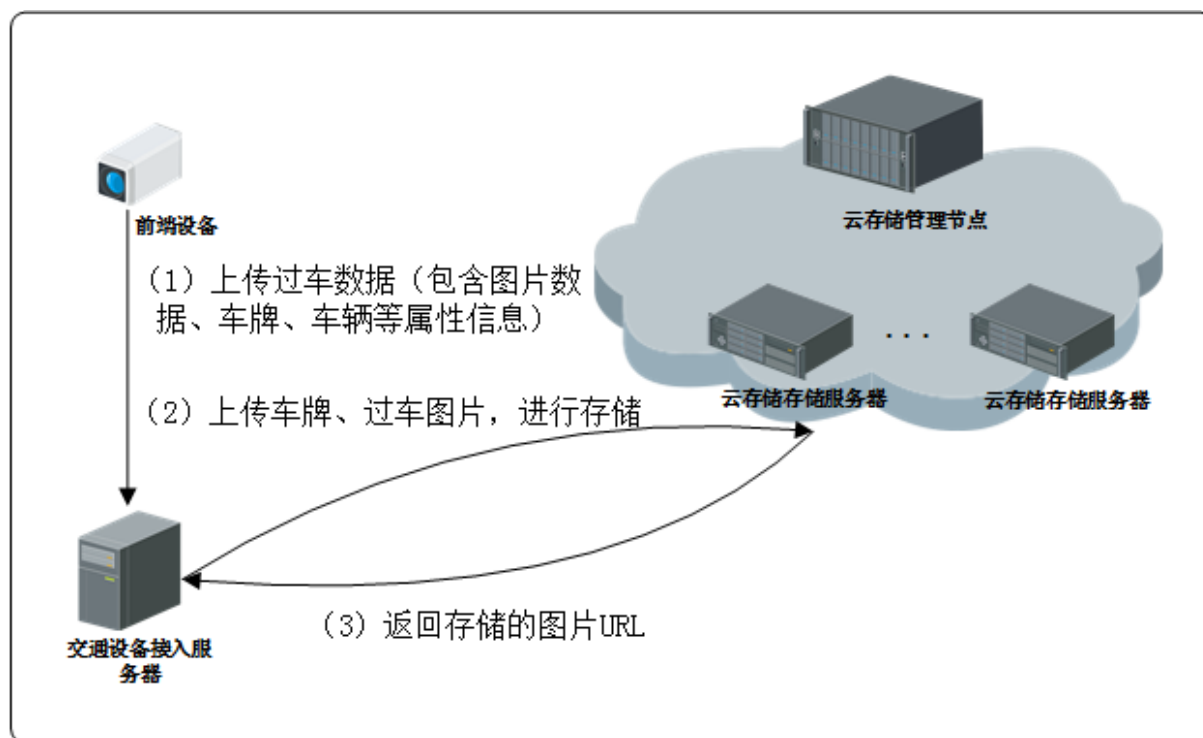 前端设备
云存储管理节点
（1）上传过车数据（包含图片数
据、车牌、车辆等属性信息）
...
云存储存储服务器
云存储存储服务器
（2）上传车牌、过车图片，进行存储
（3）返回存储的图片URL
交通设备接入服
务器